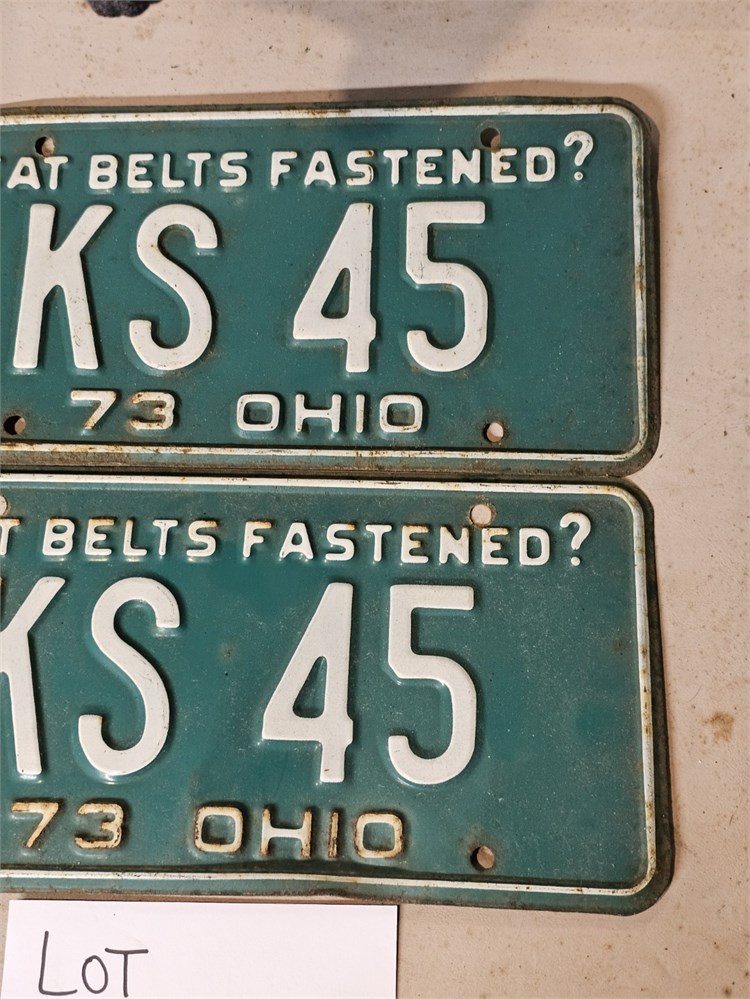 AT BELTS FASTENED?
KS 45
73 OHIO
T BELTS FASTENED?
KS 45
73 OHIO
LOT